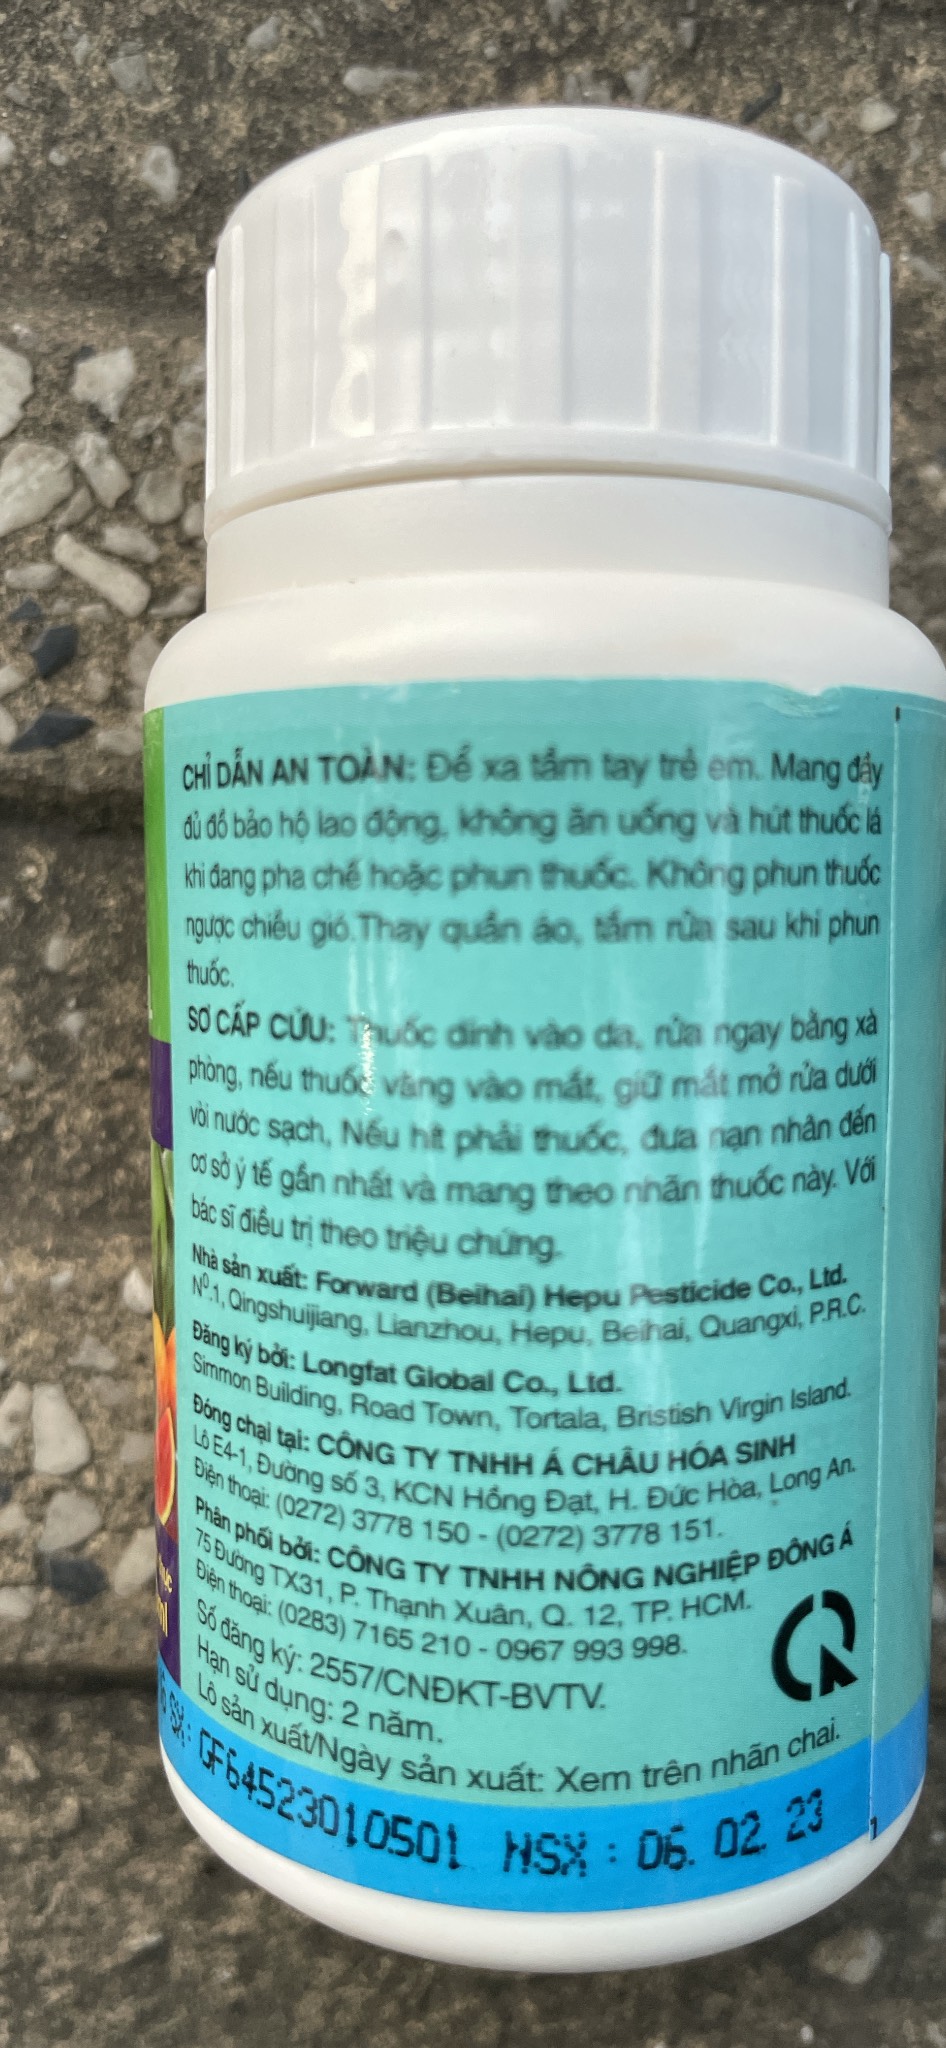 CHỈ DẪN AN TOÀN: Để xa tầm tay trẻ em. Mang đầy
đủ đồ bảo hộ lao động, không ăn uống và hút thuốc lá
khi đang pha chế hoặc phun thuốc. Không phun thuốc
ngược chiều gió.Thay quần áo, tắm rửa sau khi phun
thuốc.
SƠ CẤP CỨU: Thuốc dính vào da, rửa ngay bằng xà
phòng, nếu thuốc văng vào mắt, giữ mắt mở rửa dưới
vòi nước sạch, Nếu hít phải thuốc, đưa nạn nhân đến
cơ sở y tế gần nhất và mang theo nhãn thuốc này. Với
bác sĩ điều trị theo triệu chứng.
Nhà sản xuất: Forward (Beihai) Hepu Pesticide Co., Ltd.
Nº.1, Qingshuijiang, Lianzhou, Hepu, Beihai, Quangxi, P.R.C.
Đăng ký bởi: Longfat Global Co., Ltd.
Simmon Building, Road Town, Tortala, Bristish Virgin Island.
Đóng chai tại: CÔNG TY TNHH Á CHÂU HÓA SINH
Lô E4-1, Đường số 3, KCN Hồng Đạt, H. Đức Hòa, Long An.
Điện thoại: (0272) 3778 150 - (0272) 3778 151.
Phân phối bởi: CÔNG TY TNHH NÔNG NGHIỆP ĐÔNG Á
75 Đường TX31, P. Thạnh Xuân, Q. 12, TP. HCM.
Điện thoại: (0283) 7165 210 - 0967 993 998.
Số đăng ký: 2557/CNĐKT-BVTV.
Hạn sử dụng: 2 năm.
Lô sản xuất/Ngày sản xuất: Xem trên nhãn chai.
SX: GF64523010501 NSX : 06. 02. 23
ml